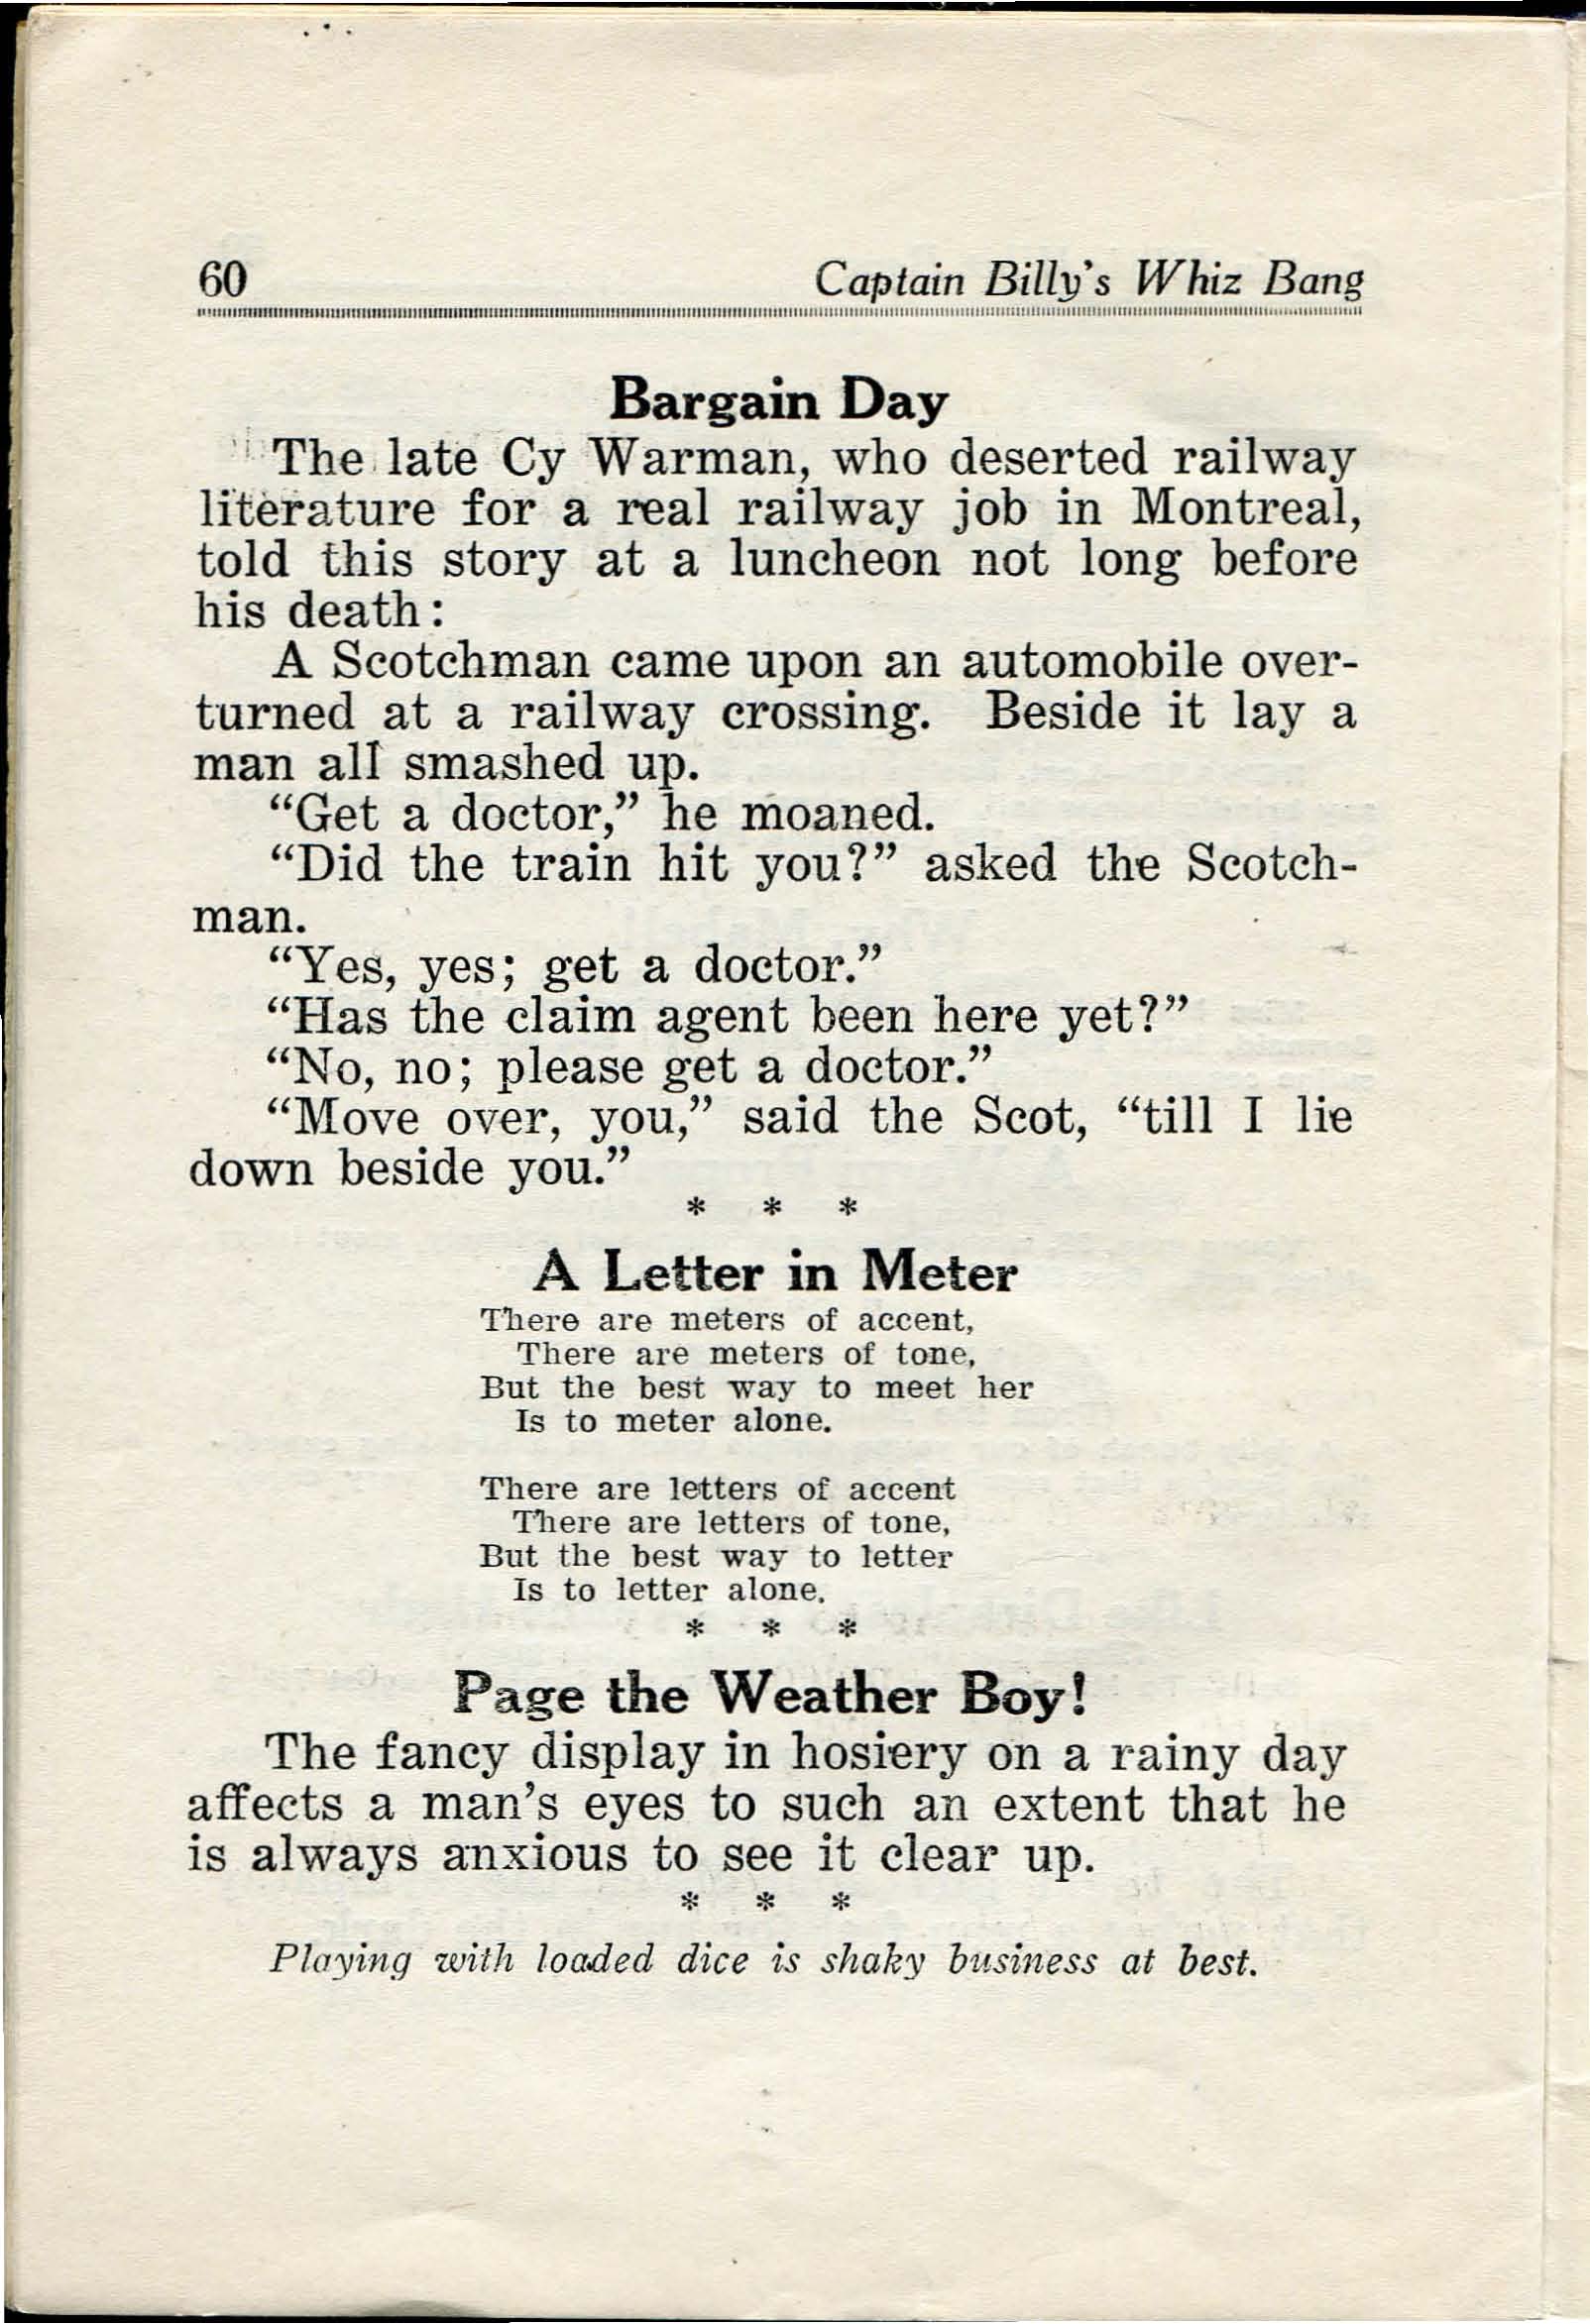 60 Captain Billy's Whiz Bang
Bargain Day
The late Cy Warman, who deserted railway
literature for a real railway job in Montreal,
told this story at a luncheon not long before
his death:
A Scotchman came upon an automobile over-
turned at a railway crossing. Beside it lay a
man all smashed up.
“Get a doctor,” he moaned.
“Did the train hit you?” asked the Scotch-
man.
“Yes, yes; get a doctor.”
“Has the claim agent been here yet?”
“No, no; please get a doctor.”
“Move over, you,” said the Scot, “till I lie
down beside you.”
* * *
A Letter in Meter
There are meters of accent,
There are meters of tone,
But the best way to meet her
Is to meter alone.
There are letters of accent
There are letters of tone,
But the best way to letter
Is to letter alone.
* * *
Page the Weather Boy!
The fancy display in hosiery on a rainy day
affects a man's eyes to such an extent that he
is always anxious to see it clear up.
* * *
Playing with loaded dice is shaky business at best.